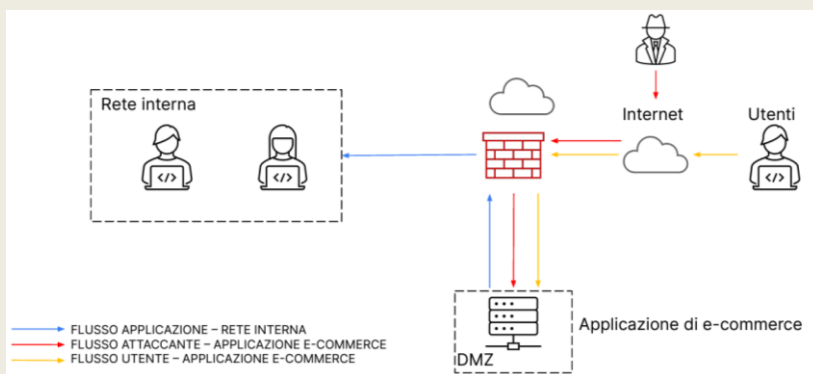 Rete interna
Internet
Utenti
</>
</>
</>
Applicazione di e-commerce
DMZ
FLUSSO APPLICAZIONE – RETE INTERNA
FLUSSO ATTACCANTE – APPLICAZIONE E-COMMERCE
FLUSSO UTENTE – APPLICAZIONE E-COMMERCE